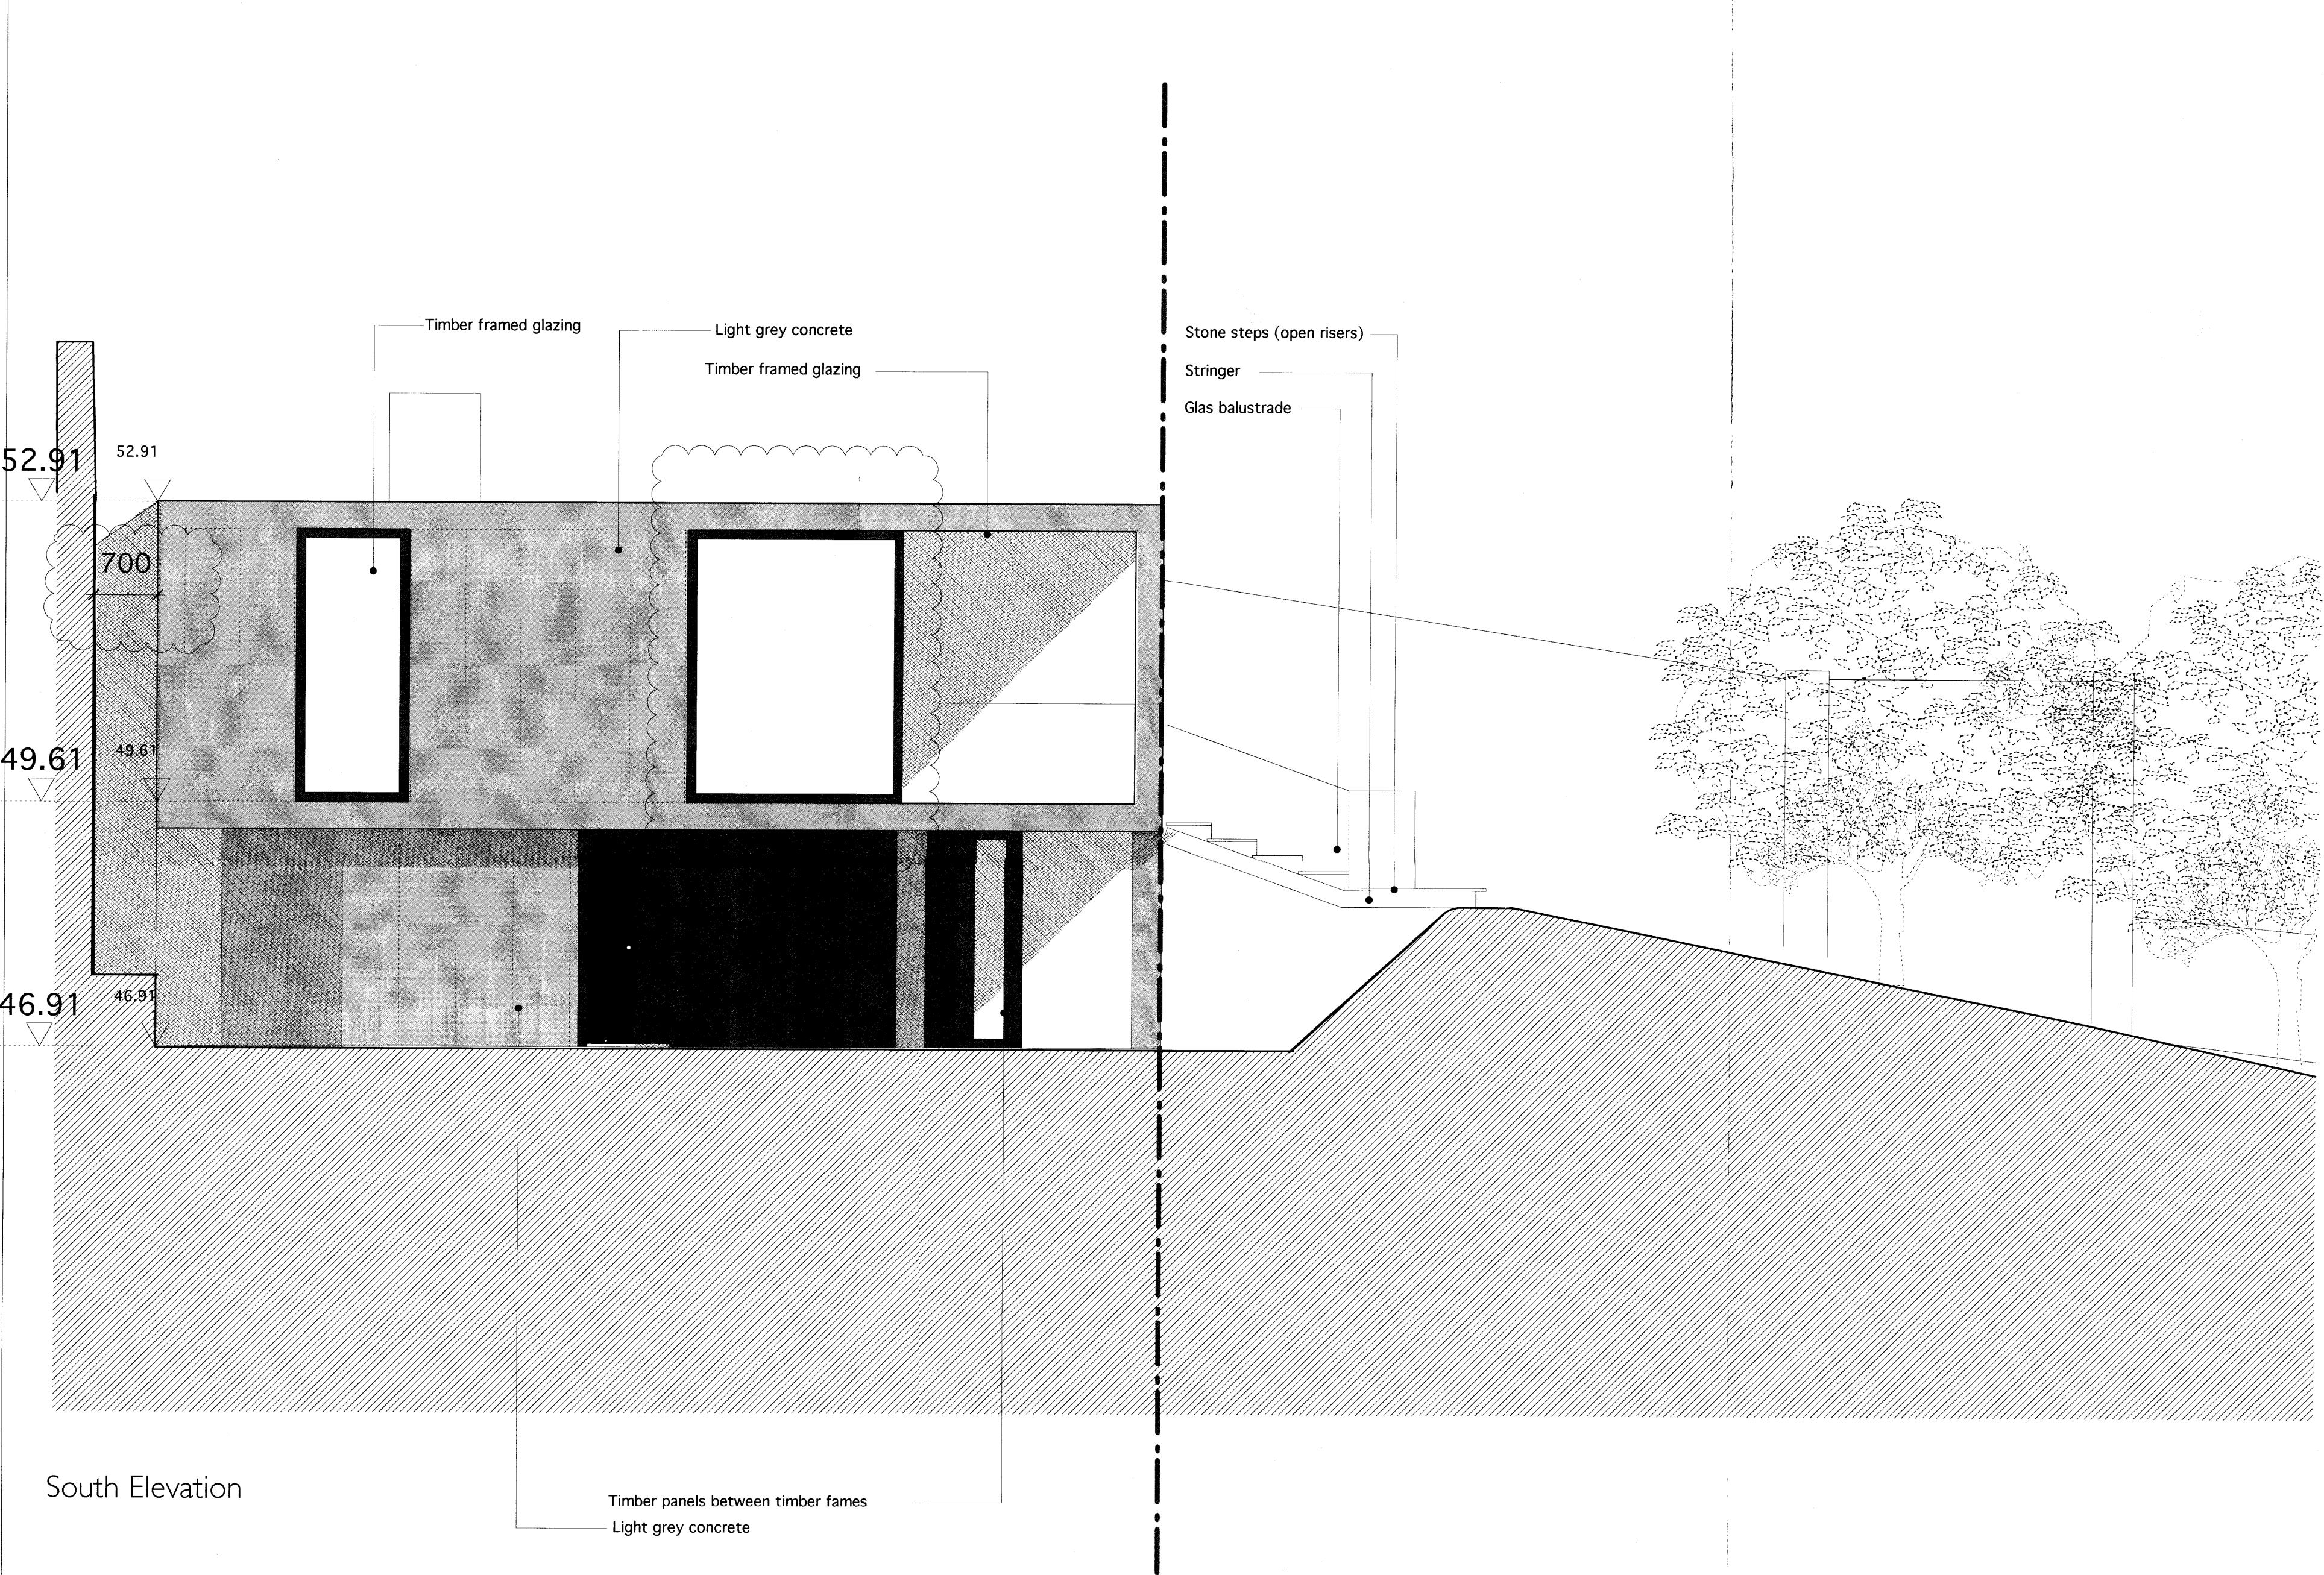 Timber framed glazing
Light grey concrete
Timber framed glazing
Stone steps (open risers)
Stringer
Glas balustrade
52.91
52.91
700
49.61
49.61
46.91
46.91
South Elevation
Timber panels between timber fames
Light grey concrete